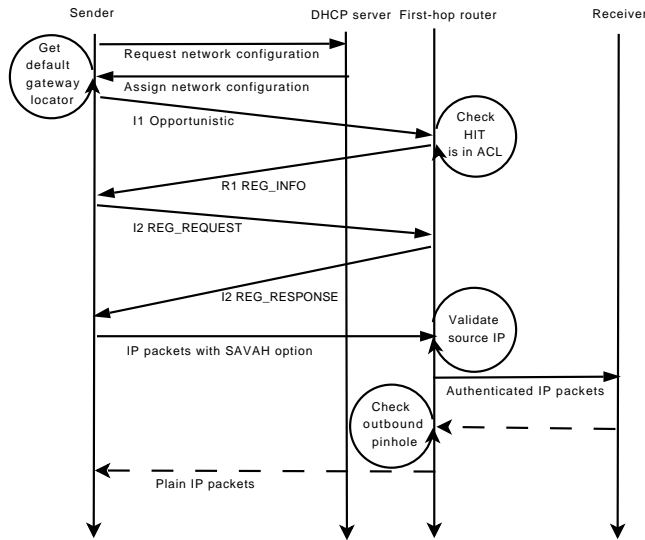 Sender
DHCP server
First-hop router
Receiver
Get
default
gateway
locator
Request network configuration
Assign network configuration
I1 Opportunistic
Check
HIT
is in ACL
R1 REG_INFO
I2 REG_REQUEST
I2 REG_RESPONSE
Validate
source IP
IP packets with SAVAH option
Authenticated IP packets
Check
outbound
pinhole
Plain IP packets